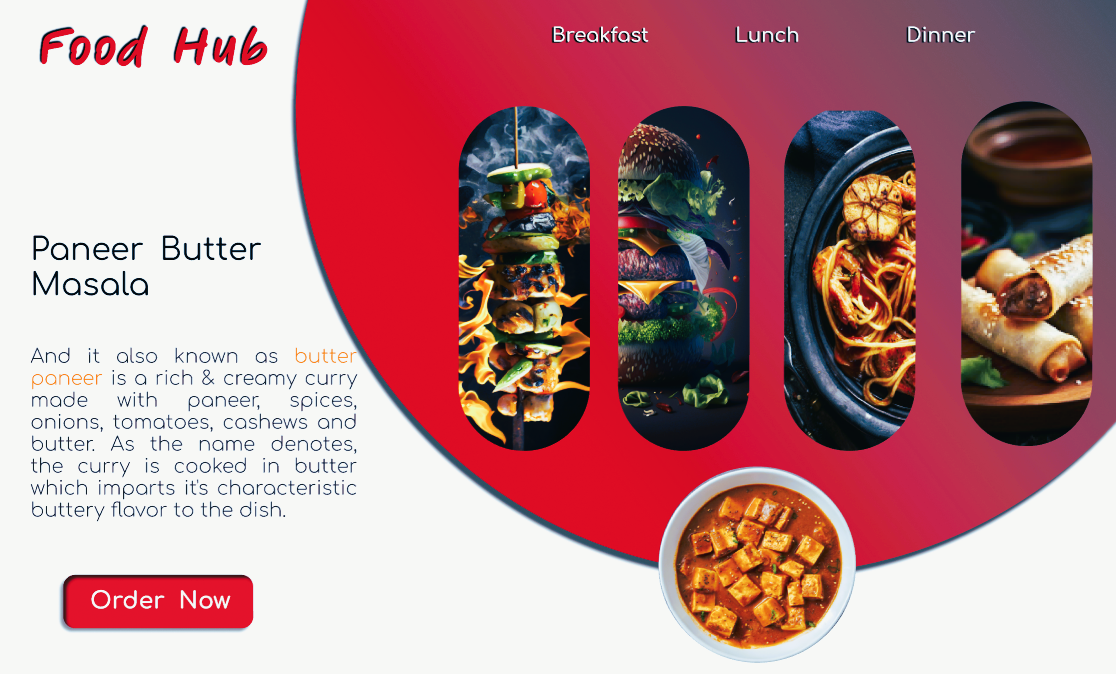 Food Hub
Breakfast
Lunch
Dinner
Paneer Butter
Masala
And it also known as butter
paneer is a rich & creamy curry
made with paneer, spices,
onions, tomatoes, cashews and
butter. As the name denotes,
the curry is cooked in butter
which imparts it's characteristic
buttery flavor to the dish.
Order Now